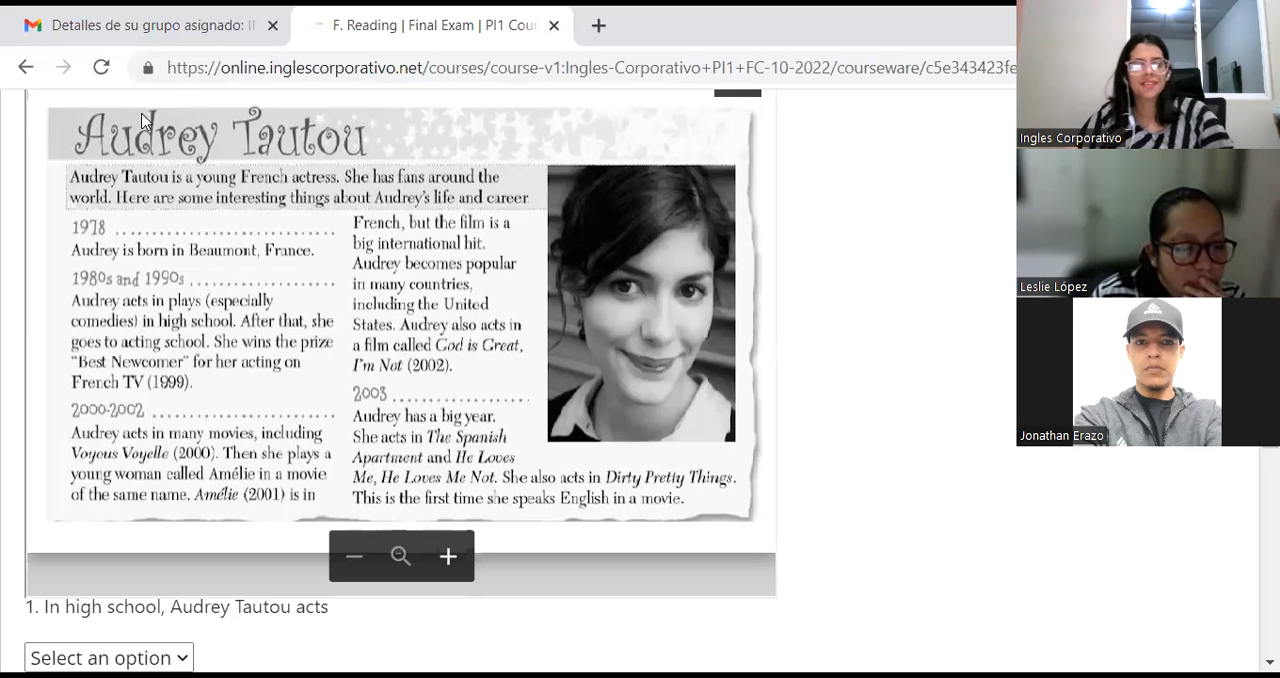 Detalles de su grupo asignado: II
F. Reading | Final Exam | PI1 Cou
https://online.inglescorporativo.net/courses/course-v1:Ingles-Corporativo+PI1+FC-10-2022/courseware/c5e343423fe
Audrey Tautou
Audrey Tautou is a young French actress. She has fans around the
world. Here are some interesting things about Audrey's life and career
1978
Audrey is born in Beaumont, France.
1980s and 1990s
Audrey acts in plays (especially
comedies) in high school. After that, she
goes to acting school. She wins the prize
"Best Newcomer" for her acting on
French TV (1999).
2000-2002
Audrey acts in many movies, including
Voyous Voyelle (2000). Then she plays a
young woman called Amélie in a movie
of the same name. Amélie (2001) is in
French, but the film is a
big international hit.
Audrey becomes popular
in many countries,
including the United
States. Audrey also acts in
a film called God is Great,
I'm Not (2002).
2003
Audrey has a big year.
She acts in The Spanish
Apartment and He Loves
Me, He Loves Me Not. She also acts in Dirty Pretty Things.
This is the first time she speaks English in a movie.
1. In high school, Audrey Tautou acts
Select an option
Ingles Corporativo
Leslie López
Jonathan Erazo